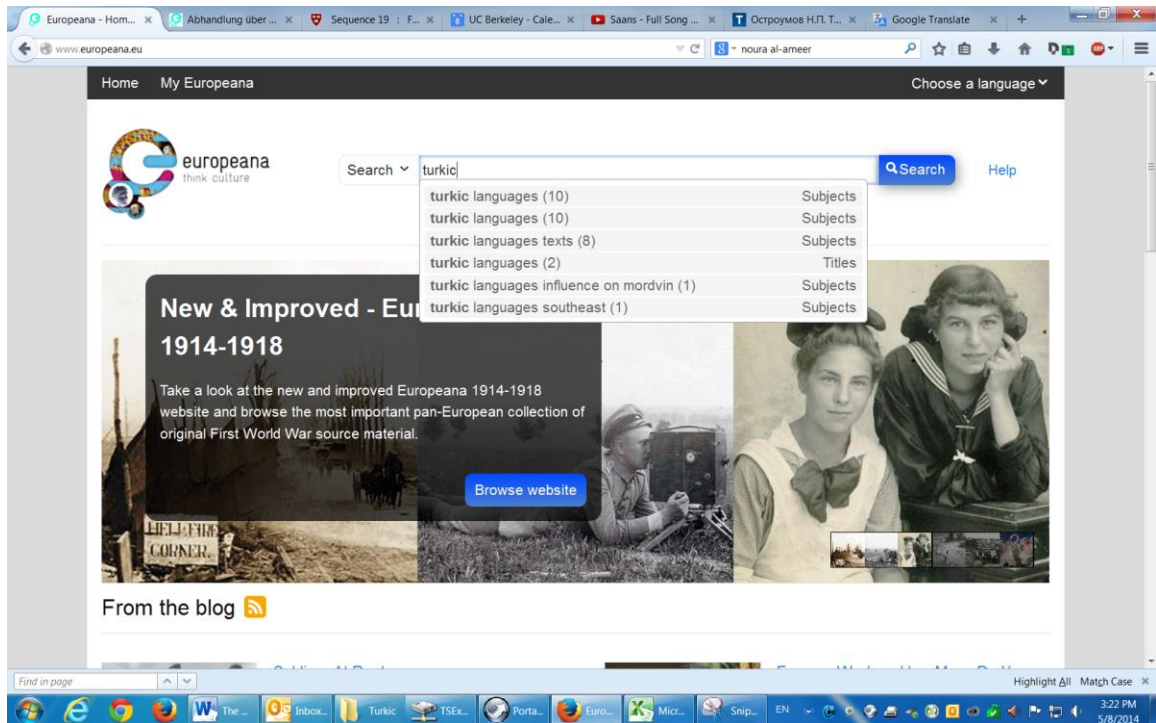 Europeana - Hom...
Abhandlung über ...
Sequence 19 : F...
UC Berkeley - Cale...
Saans - Full Song ...
Остроумов Н.П. Т...
Google Translate
www.europeana.eu
noura al-ameer
Home My Europeana Choose a language
europeana
think culture
Search turkic Search Help
turkic languages (10) Subjects
turkic languages (10) Subjects
turkic languages texts (8) Subjects
turkic languages (2) Titles
turkic languages influence on mordvin (1) Subjects
turkic languages southeast (1) Subjects
New & Improved - Eu
1914-1918
Take a look at the new and improved Europeana 1914-1918
website and browse the most important pan-European collection of
original First World War source material.
Browse website
HELLFIRE
CORNER.
From the blog
Find in page Highlight All Match Case
The ... Inbox... Turkic TSEx... Porta... Euro... Micr... Snip... EN 3:22 PM
5/8/2014